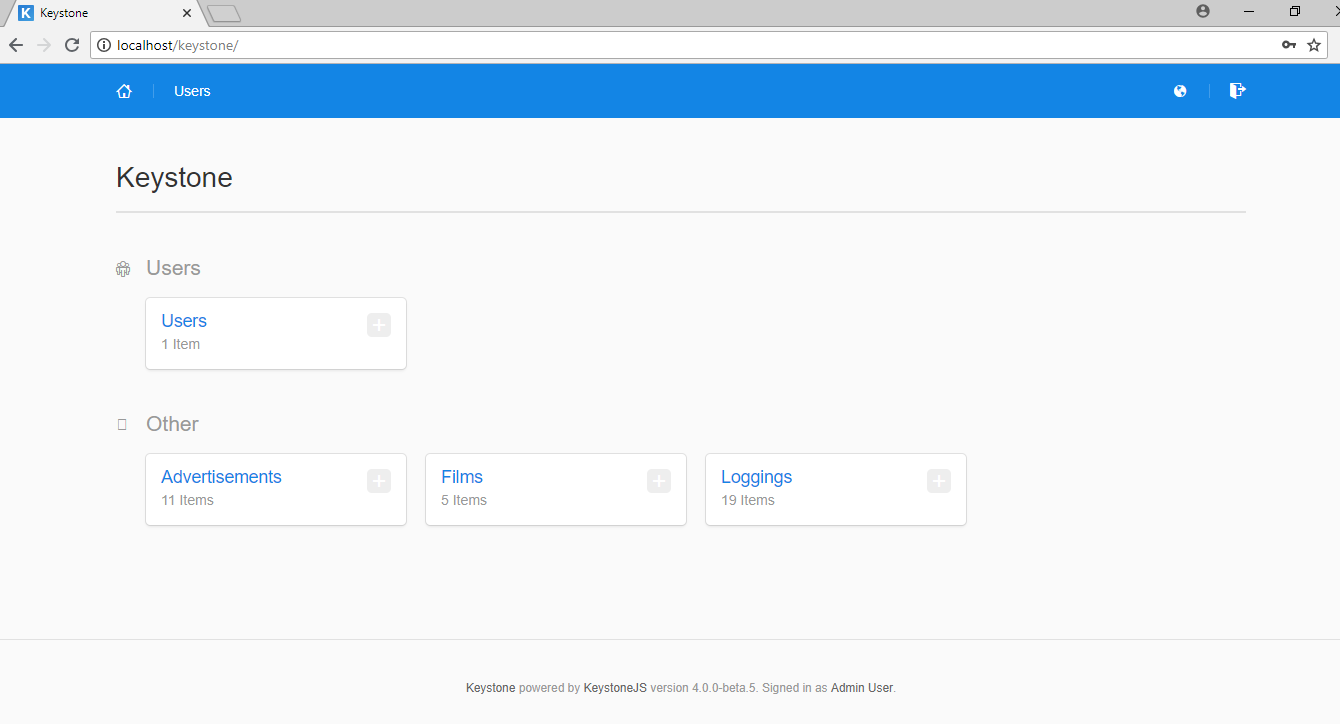 K Keystone
localhost/keystone/
Users
Keystone
Users
Users
1 Item
Other
Advertisements
11 Items
Films
5 Items
Loggings
19 Items
Keystone powered by KeystoneJS version 4.0.0-beta.5. Signed in as Admin User.